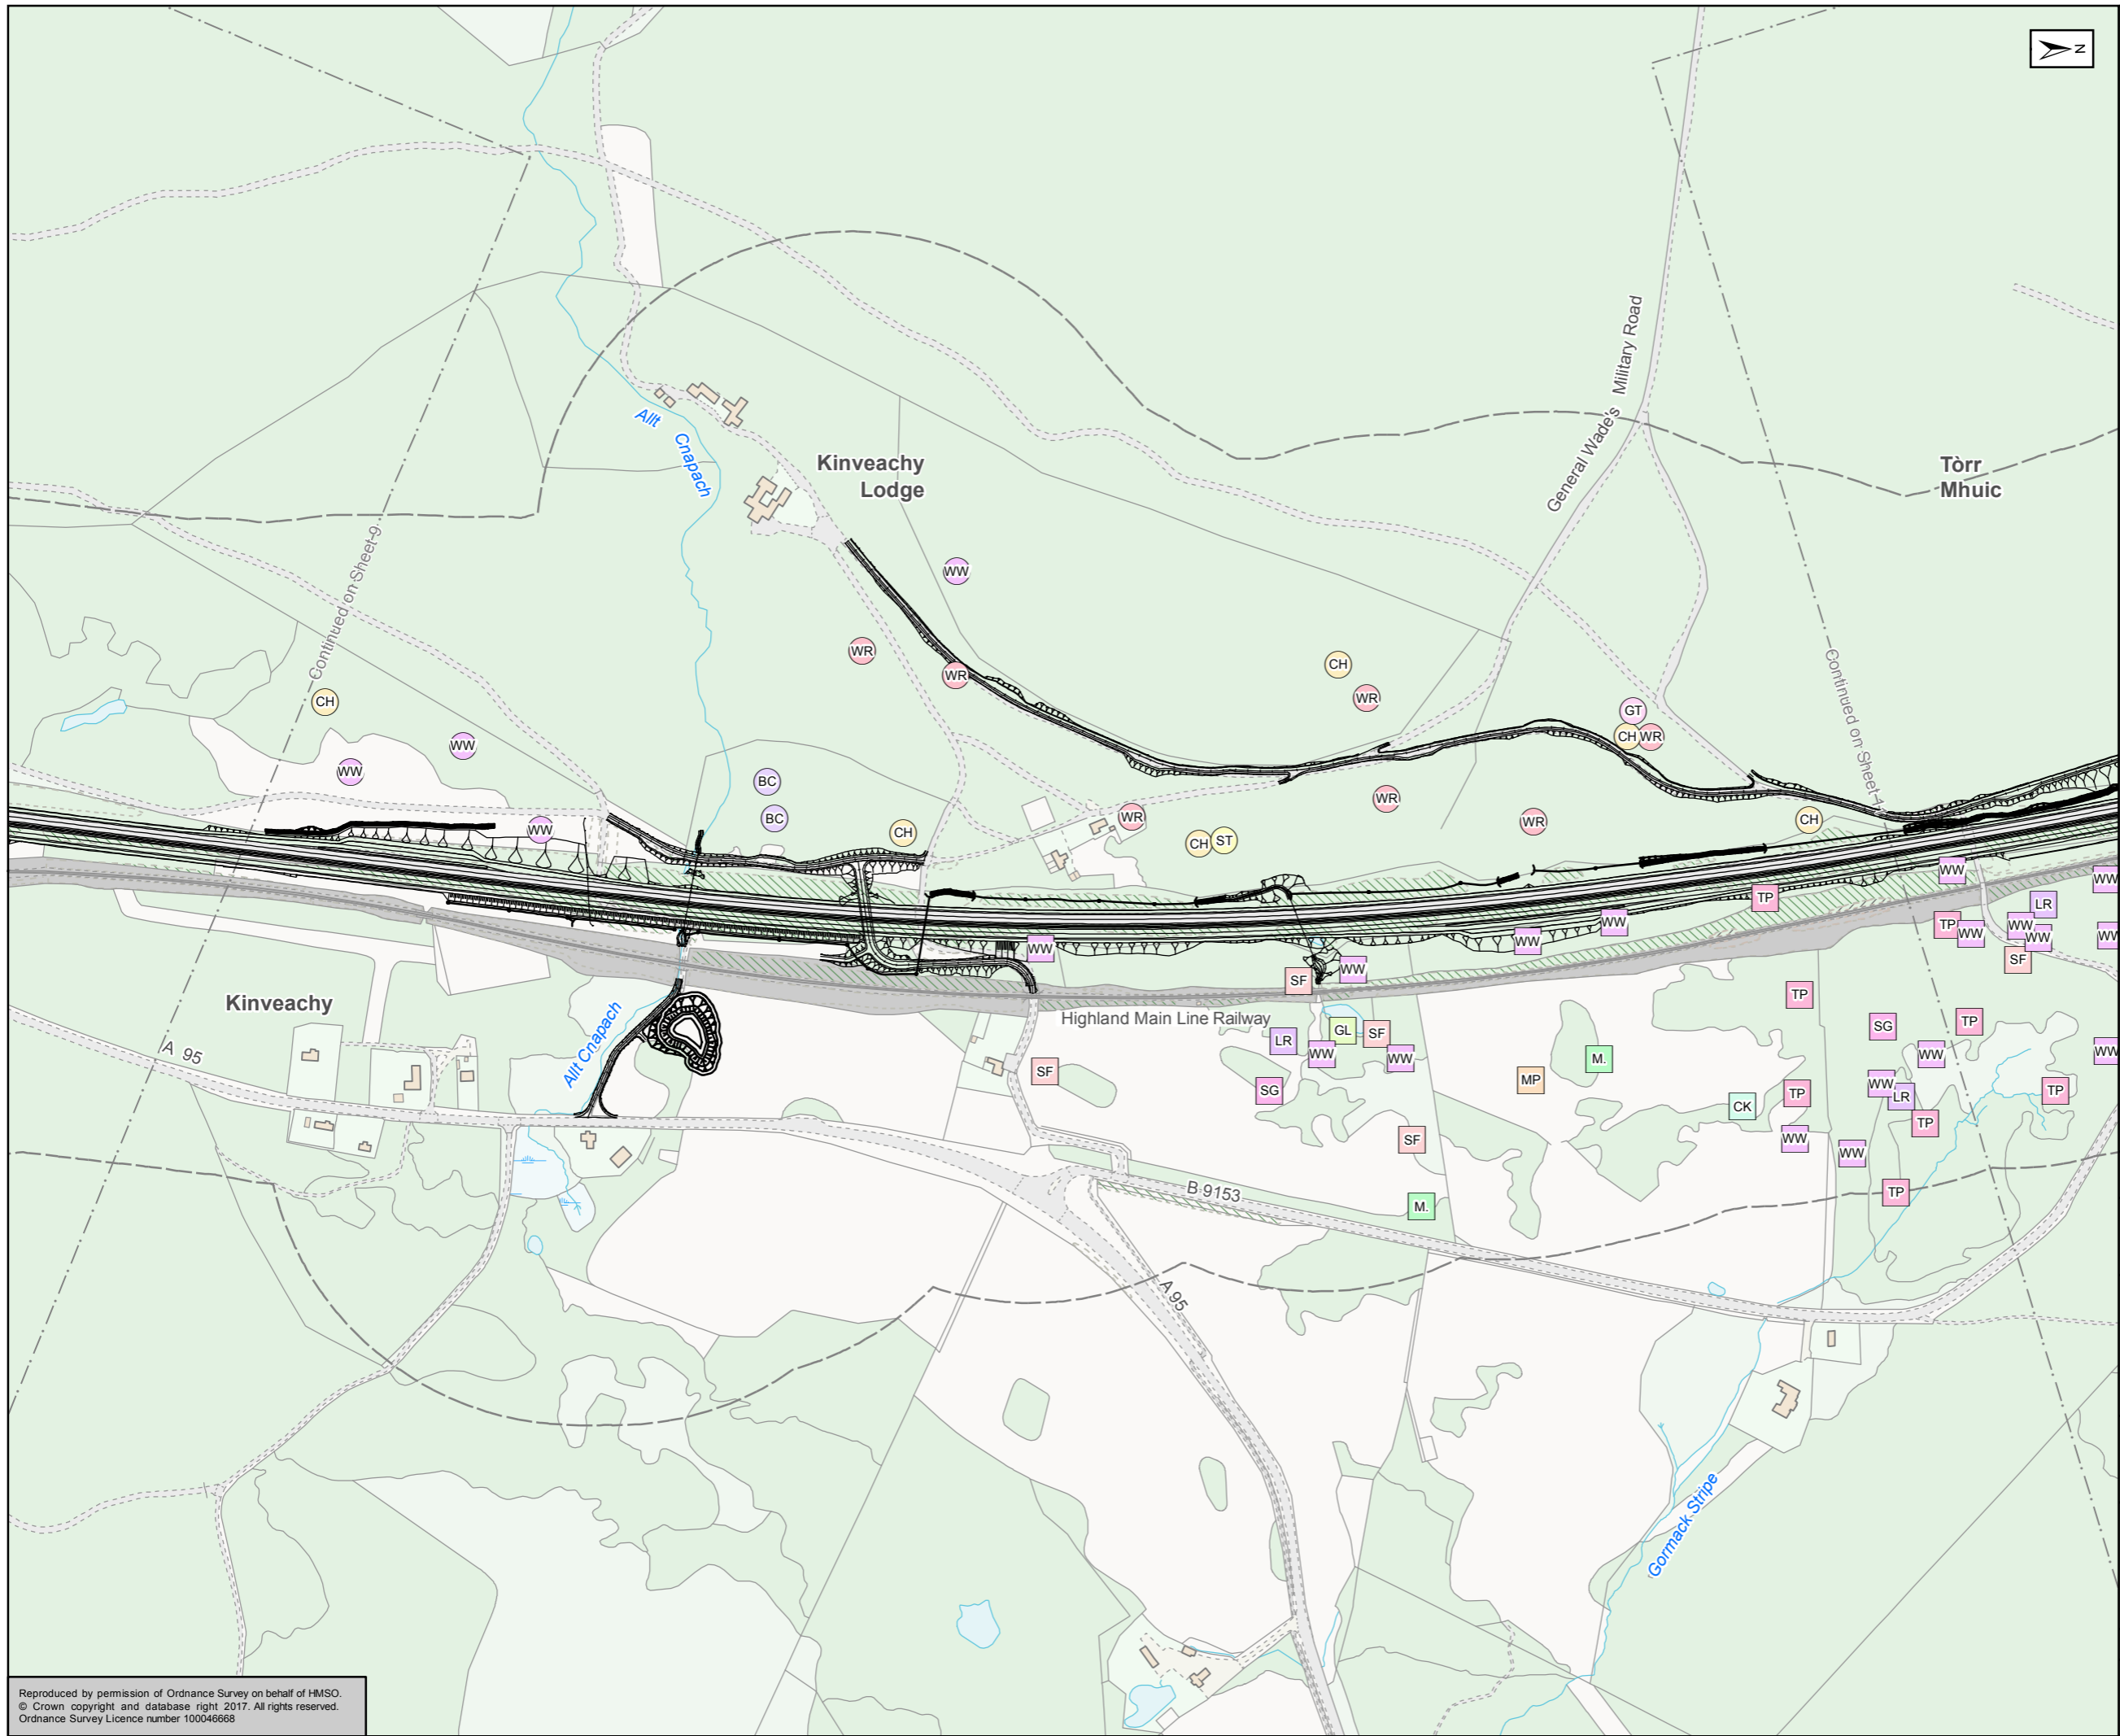 N
General Wade's Military Road
Allt Cnapach
Kinveachy
Lodge
Tòrr
Mhuic
Continued on Sheet 9
WW
WR
CH
WR
WR
CH
GT
CH
WR
Continued on Sheet
WW
WW
BC
BC
WW
CH
WR
CH
ST
WR
WR
CH
WW
WW
TP
LR
WW
WW
WW
TP
WW
WW
WW
WW
WW
SF
WW
SF
Kinveachy
TP
Highland Main Line Railway
A 95
Allt Cnapach
LR
GL
SF
WW
WW
SG
TP
WW
WW
SF
SG
MP
M.
CK
TP
WW
LR
TP
TP
SF
WW
WW
B 9153
M.
TP
A 95
Gormack Stripe
Reproduced by permission of Ordnance Survey on behalf of HMSO.
© Crown copyright and database right 2017. All rights reserved.
Ordnance Survey Licence number 100046668